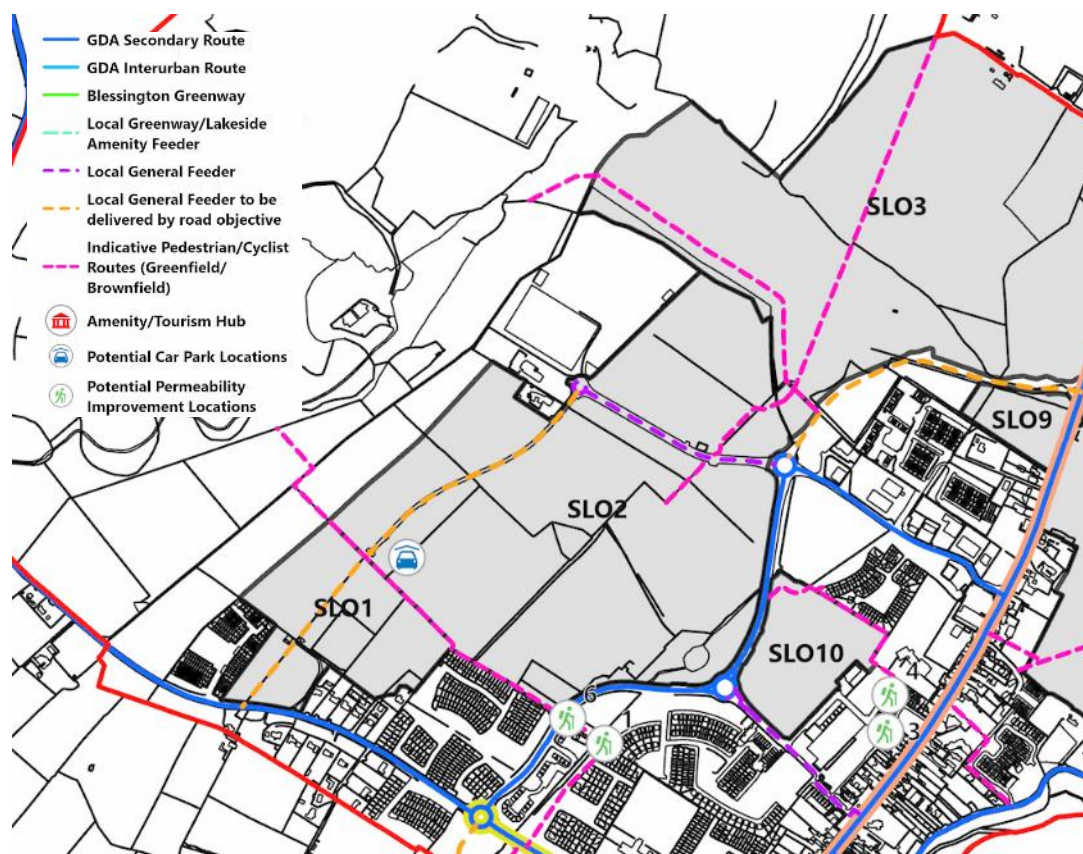 GDA Secondary Route
GDA Interurban Route
Blessington Greenway
Local Greenway/Lakeside
Amenity Feeder
Local General Feeder
Local General Feeder to be
delivered by road objective
Indicative Pedestrian/Cyclist
Routes (Greenfield/
Brownfield)
Amenity/Tourism Hub
Potential Car Park Locations
Potential Permeability
Improvement Locations
SLO3
SLO9
SLO2
SLO1
SLO10
4
6
1
3